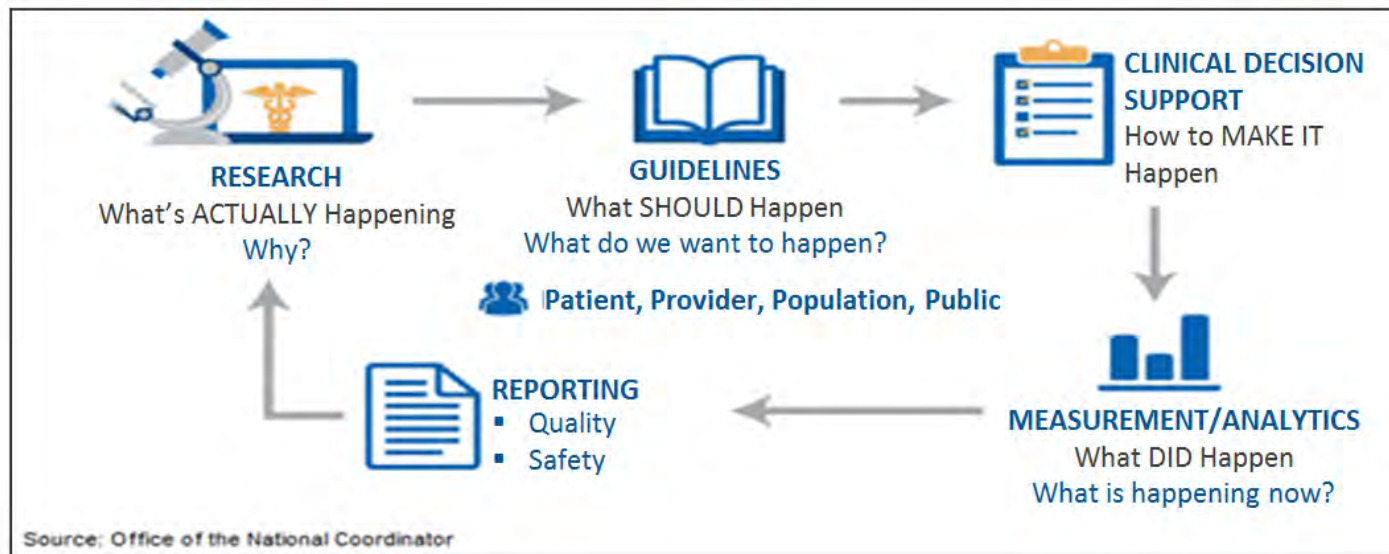 RESEARCH
What's ACTUALLY Happening
Why?
GUIDELINES
What SHOULD Happen
What do we want to happen?
CLINICAL DECISION
SUPPORT
How to MAKE IT
Happen
Patient, Provider, Population, Public
MEASUREMENT/ANALYTICS
What DID Happen
What is happening now?
REPORTING
▪ Quality
▪ Safety
Source: Office of the National Coordinator